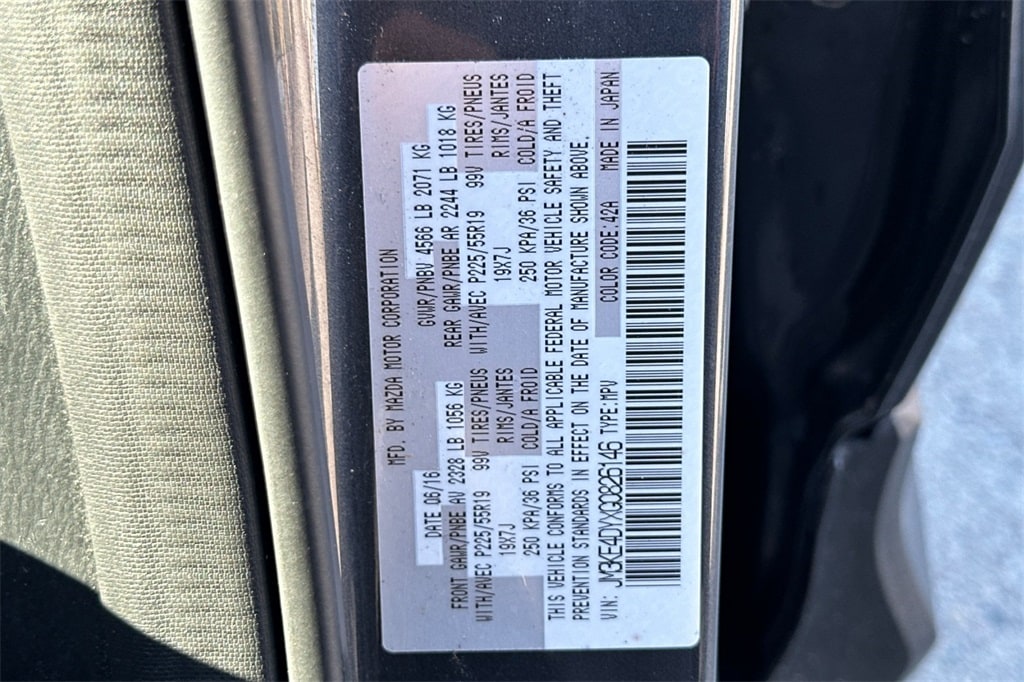 MFD. BY MAZDA MOTOR CORPORATION
DATE 06/16 GVWR/PNBV 4566 LB 2071 KG
FRONT GAWR/PNBE AV 2328 LB 1056 KG REAR GAWR/PNBE AR 2244 LB 1018 KG
WITH/AVEC P225/55R19 99V TIRES/PNEUS WITH/AVEC P225/55R19 99V TIRES/PNEUS
19X7J RIMS/JANTES 19X7J RIMS/JANTES
250 KPA/36 PSI COLD/A FROID 250 KPA/36 PSI COLD/A FROID
THIS VEHICLE CONFORMS TO ALL APPLICABLE FEDERAL MOTOR VEHICLE SAFETY AND THEFT
PREVENTION STANDARDS IN EFFECT ON THE DATE OF MANUFACTURE SHOWN ABOVE.
VIN: JM3KE4DYXG0826146 TYPE:MPV COLOR CODE:42A MADE IN JAPAN